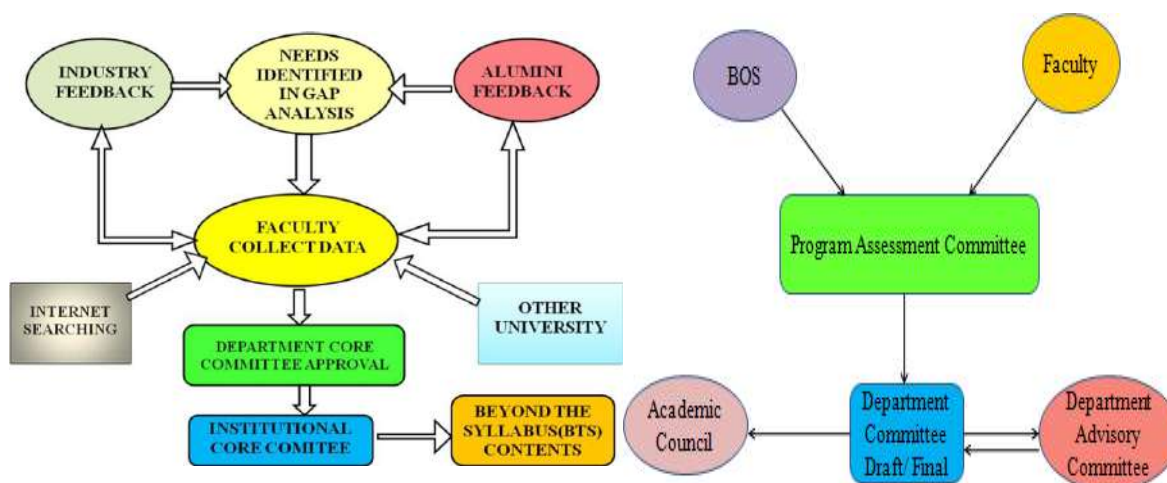 INDUSTRY
FEEDBACK
NEEDS
IDENTIFIED
IN GAP
ANALYSIS
ALUMINI
FEEDBACK
FACULTY
COLLECT DATA
INTERNET
SEARCHING
OTHER
UNIVERSITY
DEPARTMENT CORE
COMMITTEE APPROVAL
INSTITUTIONAL
CORE COMITEE
BEYOND THE
SYLLABUS(BTS)
CONTENTS
BOS
Faculty
Program Assessment Committee
Academic
Council
Department
Committee
Draft/ Final
Department
Advisory
Committee